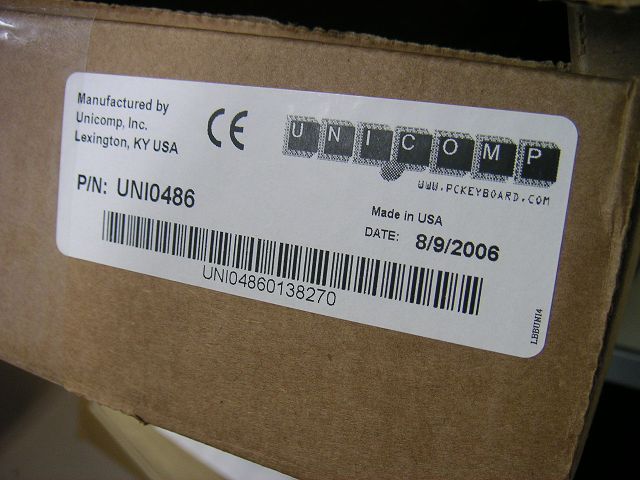 Manufactured by
Unicomp, Inc.
Lexington, KY USA
CE
UNICOMP
WWW.PCKEYBOARD.COM
P/N: UNI0486
Made in USA
DATE: 8/9/2006
UNI04860138270
LBBUNI4